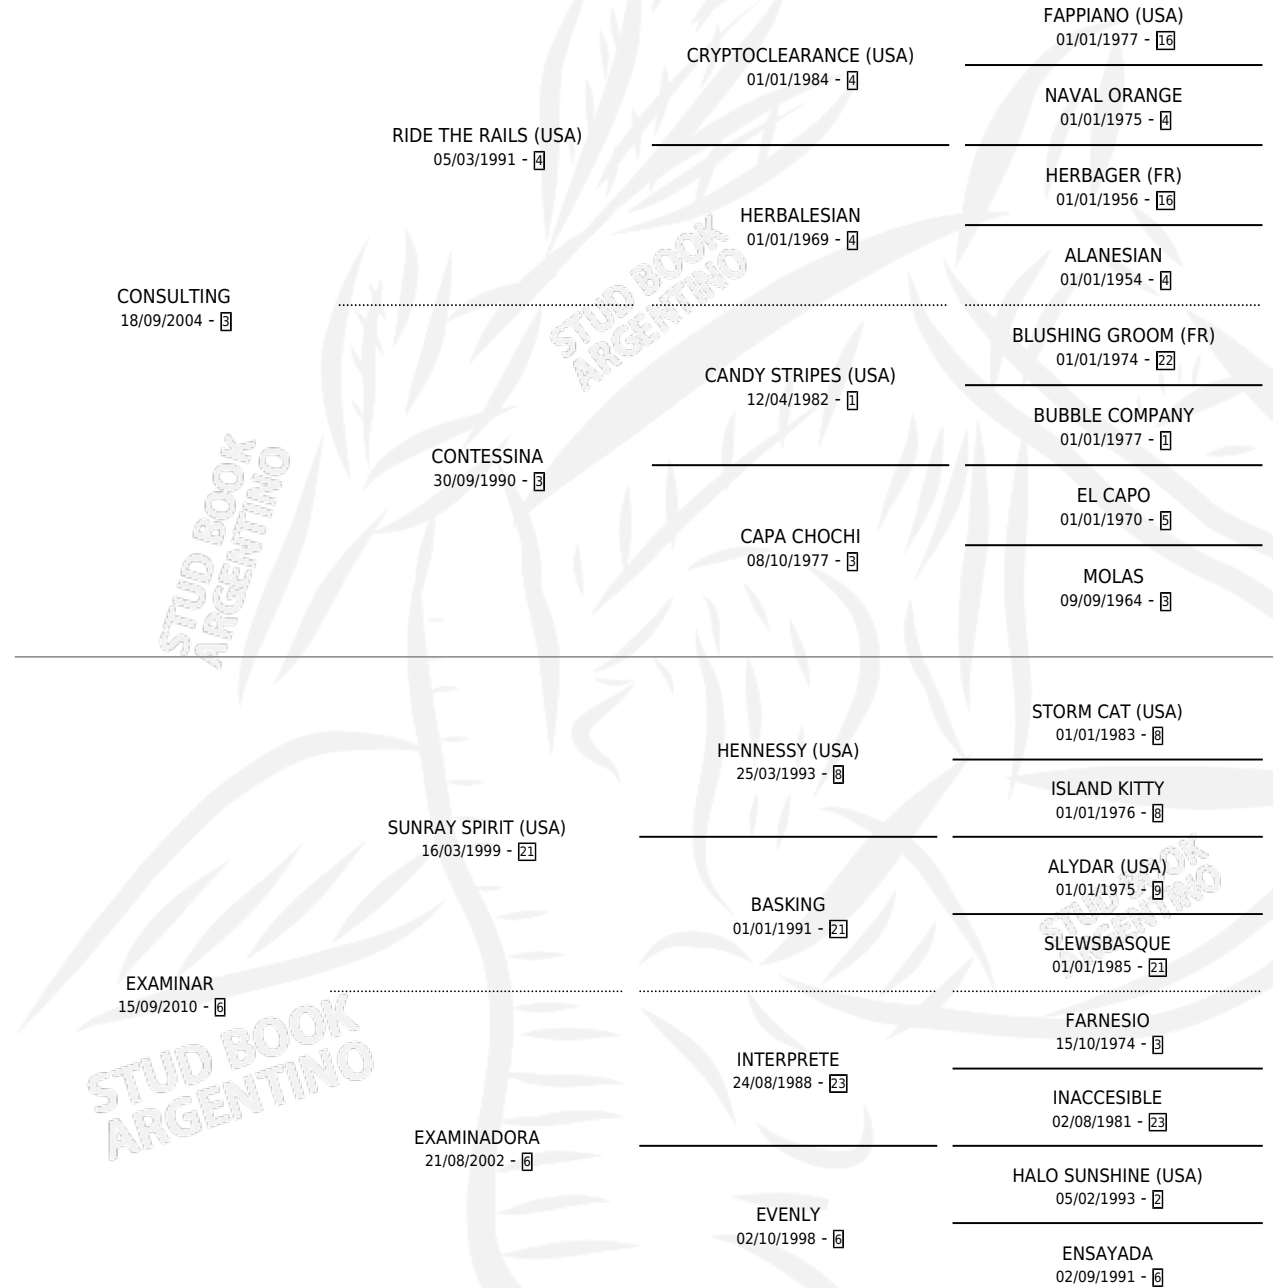 FAPPIANO (USA)
01/01/1977 - 16
CRYPTOCLEARANCE (USA)
01/01/1984 - 4
NAVAL ORANGE
01/01/1975 - 4
RIDE THE RAILS (USA)
05/03/1991 - 4
HERBAGER (FR)
01/01/1956 - 16
HERBALESIAN
01/01/1969 - 4
ALANESIAN
01/01/1954 - 4
CONSULTING
18/09/2004 - 3
BLUSHING GROOM (FR)
01/01/1974 - 22
CANDY STRIPES (USA)
12/04/1982 - 1
BUBBLE COMPANY
01/01/1977 - 1
CONTESSINA
30/09/1990 - 3
EL CAPO
01/01/1970 - 5
CAPA CHOCHI
08/10/1977 - 3
MOLAS
09/09/1964 - 3
STUD BOOK
ARGENTINO
STUD BOOK
ARGENTINO
STORM CAT (USA)
01/01/1983 - 8
HENNESSY (USA)
25/03/1993 - 8
ISLAND KITTY
01/01/1976 - 8
SUNRAY SPIRIT (USA)
16/03/1999 - 21
ALYDAR (USA)
01/01/1975 - 9
BASKING
01/01/1991 - 21
SLEWSBASQUE
01/01/1985 - 21
EXAMINAR
15/09/2010 - 6
FARNESIO
15/10/1974 - 3
INTERPRETE
24/08/1988 - 23
INACCESIBLE
02/08/1981 - 23
EXAMINADORA
21/08/2002 - 6
HALO SUNSHINE (USA)
05/02/1993 - 2
EVENLY
02/10/1998 - 6
ENSAYADA
02/09/1991 - 6
STUD BOOK
ARGENTINO
STUD BOOK
ARGENTINO